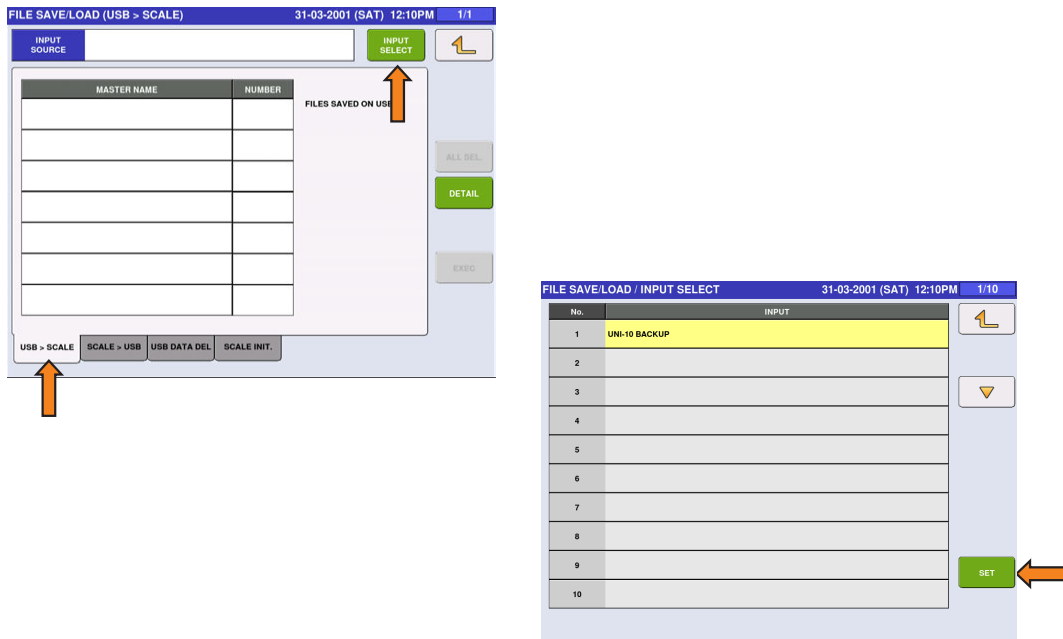 FILE SAVE/LOAD (USB > SCALE) 31-03-2001 (SAT) 12:10PM 1/1
INPUT
SOURCE
INPUT
SELECT
MASTER NAME NUMBER
FILES SAVED ON USB
ALL SEL.
DETAIL
EXEC
USB > SCALE SCALE > USB USB DATA DEL SCALE INIT.
FILE SAVE/LOAD / INPUT SELECT 31-03-2001 (SAT) 12:10PM 1/10
No. INPUT
1 UNI-10 BACKUP
2
3
4
5
6
7
8
9
10
SET